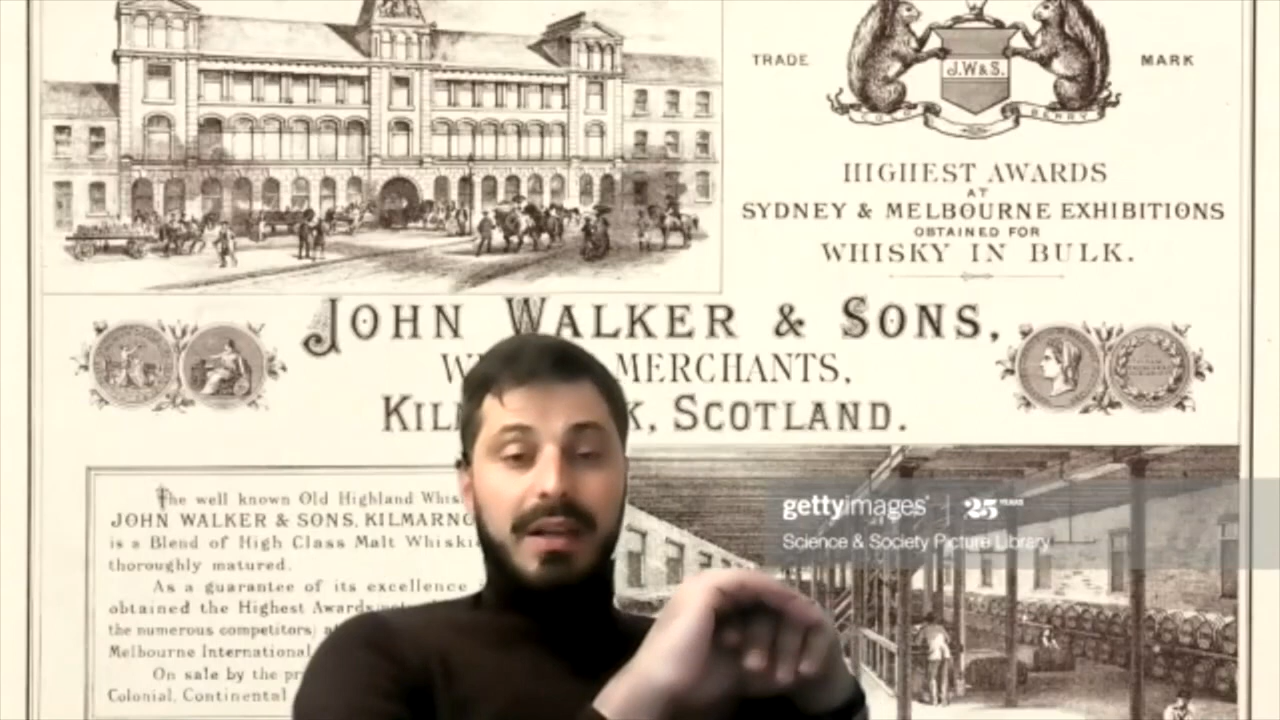 TRADE MARK
J.W&S.
HIGHEST AWARDS
AT
SYDNEY & MELBOURNE EXHIBITIONS
OBTAINED FOR
WHISKY IN BULK.
JOHN WALKER & SONS,
MERCHANTS,
SCOTLAND.
The well known Old Highland
JOHN WALKER & SONS, KILMARNO
is a Blend of High Class Malt
thoroughly matured.
As a guarantee of its excellence
obtained the Highest Awards
the numerous competitors
Melbourne International
On sale by the
Colonial, Continental
gettyimages 25 YEARS
Science & Society Picture Library